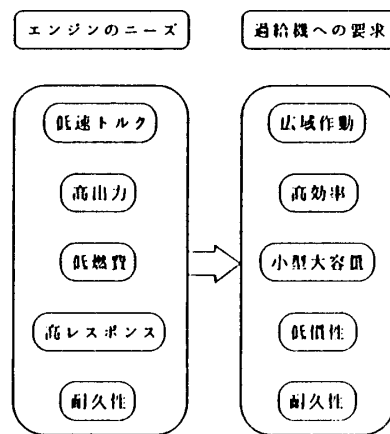 エンジンのニーズ
過給機への要求
低速トルク
高出力
低燃費
高レスポンス
耐久性
広域作動
高効率
小型大容量
低慣性
耐久性